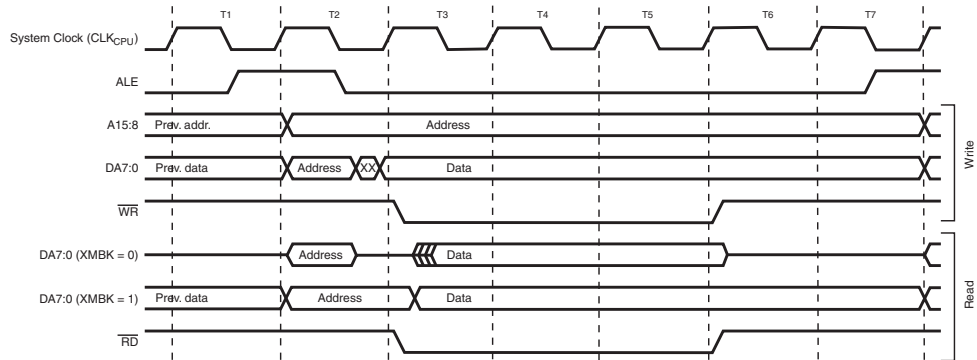 T1 T2 T3 T4 T5 T6 T7
System Clock (CLKCPU)
ALE
A15:8 Prev. addr. Address
DA7:0 Prev. data Address XX Data
WR
Write
DA7:0 (XMBK = 0) Address Data
DA7:0 (XMBK = 1) Prev. data Address Data
RD
Read